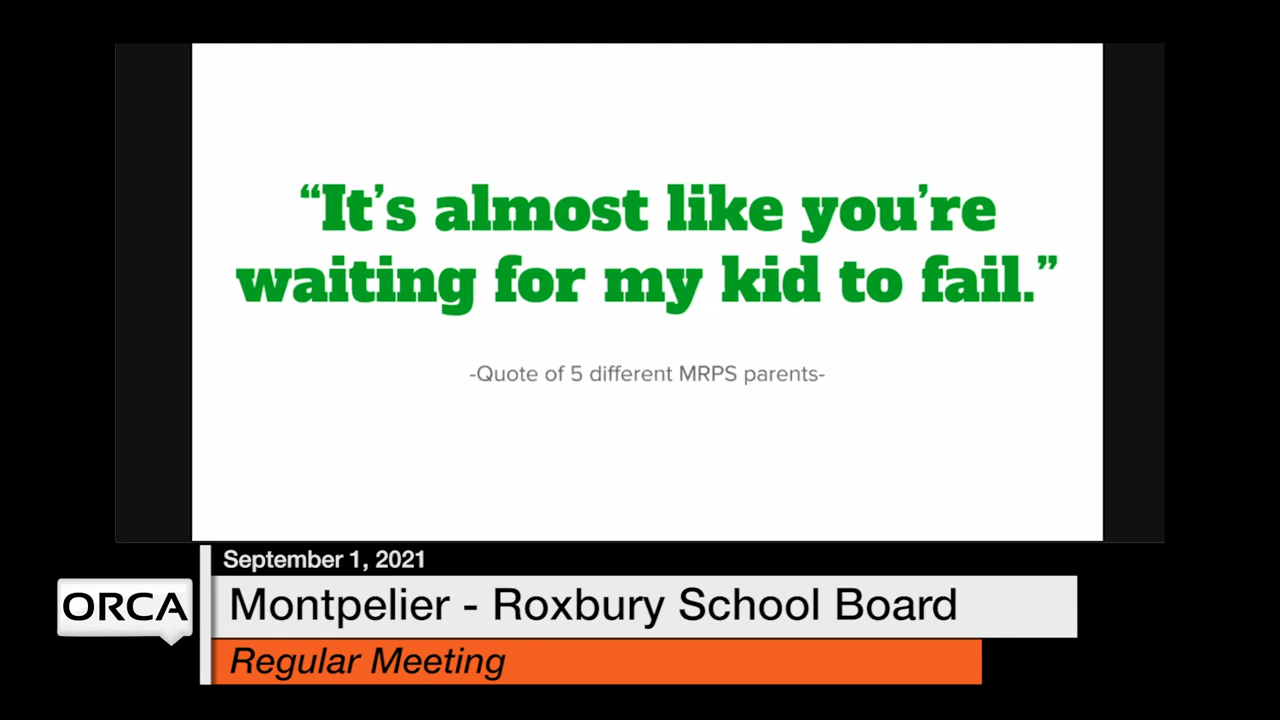 “It’s almost like you’re
waiting for my kid to fail.”
-Quote of 5 different MRPS parents-
September 1, 2021
ORCA
Montpelier - Roxbury School Board
Regular Meeting